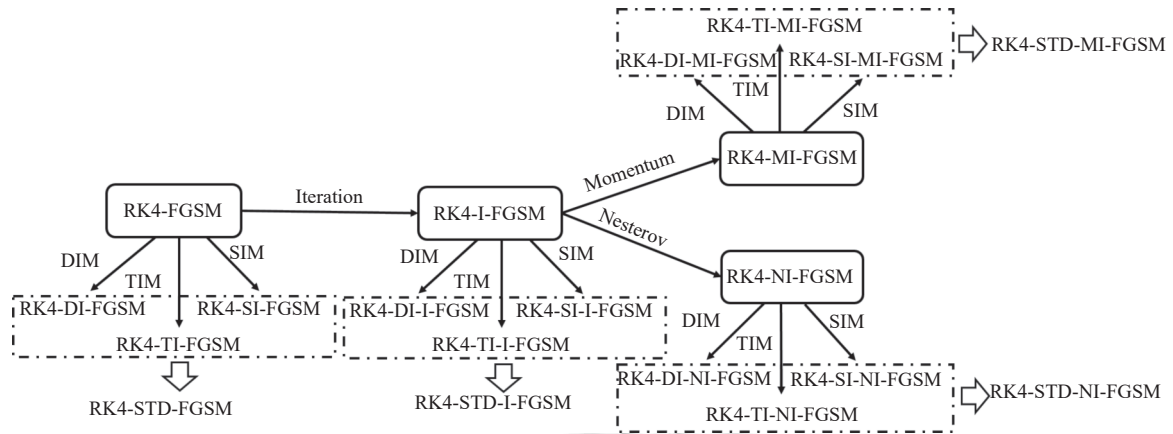 RK4-TI-MI-FGSM
RK4-DI-MI-FGSM
RK4-SI-MI-FGSM
RK4-STD-MI-FGSM
DIM
TIM
SIM
RK4-MI-FGSM
Momentum
RK4-FGSM
Iteration
RK4-I-FGSM
Nesterov
RK4-NI-FGSM
DIM
TIM
SIM
RK4-DI-FGSM
RK4-SI-FGSM
RK4-TI-FGSM
RK4-STD-FGSM
DIM
TIM
SIM
RK4-DI-I-FGSM
RK4-SI-I-FGSM
RK4-TI-I-FGSM
RK4-STD-I-FGSM
DIM
TIM
SIM
RK4-DI-NI-FGSM
RK4-SI-NI-FGSM
RK4-TI-NI-FGSM
RK4-STD-NI-FGSM